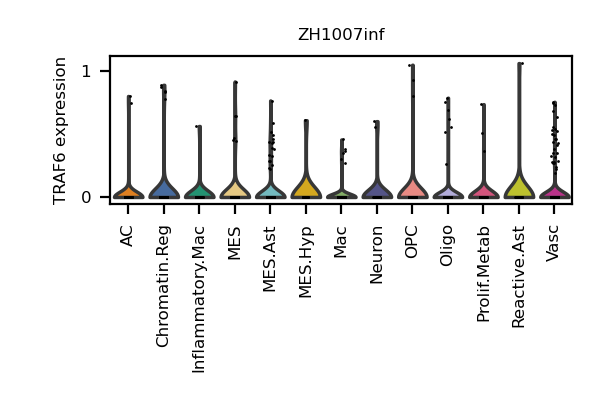 ZH1007inf
TRAF6 expression
1
0
AC
Chromatin.Reg
Inflammatory.Mac
MES
MES.Ast
MES.Hyp
Mac
Neuron
OPC
Oligo
Prolif.Metab
Reactive.Ast
Vasc